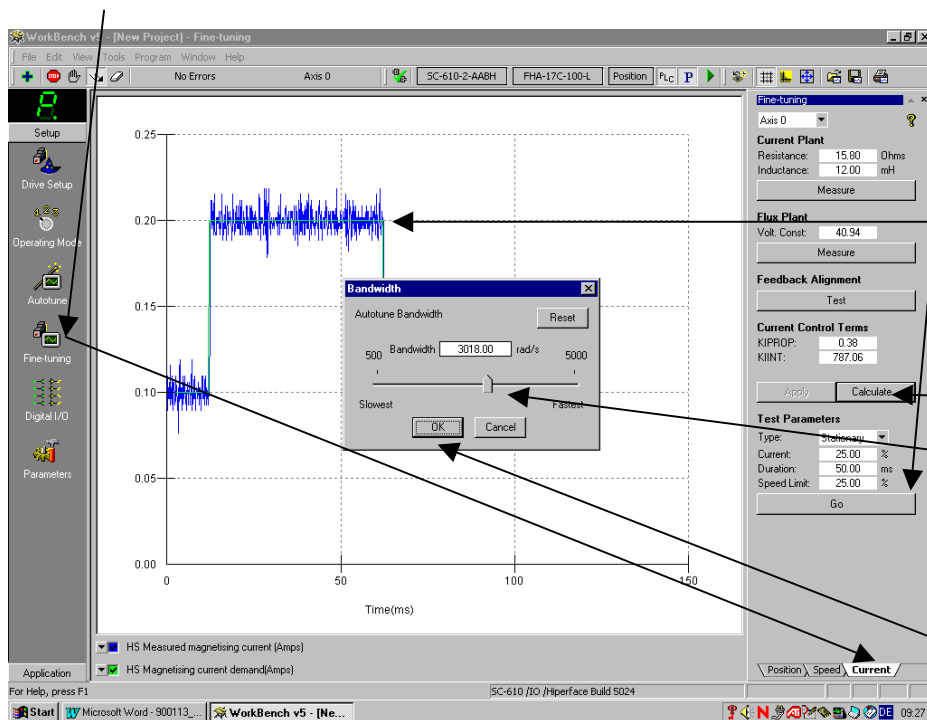 WorkBench v5 - [New Project] - Fine-tuning
File Edit View Tools Program Window Help
No Errors Axis 0 SC-610-2-AABH FHA-17C-100-L Position PLC P
Setup
Drive Setup
Operating Mode
Autotune
Fine-tuning
Digital I/O
Parameters
Application
0.25
0.20
0.15
0.10
0.05
0.00
0 50 100 150
Time(ms)
HS Measured magnetising current (Amps)
HS Magnetising current demand(Amps)
Bandwidth
Autotune Bandwidth Reset
500 Bandwidth 3018.00 rad/s 5000
Slowest Fastest
OK Cancel
Fine-tuning
Axis 0
Current Plant
Resistance: 15.80 Ohms
Inductance: 12.00 mH
Measure
Flux Plant
Volt. Const: 40.94
Measure
Feedback Alignment
Test
Current Control Terms
KIPROP: 0.38
KIINT: 787.06
Apply Calculate
Test Parameters
Type: Stationary
Current: 25.00 %
Duration: 50.00 ms
Speed Limit: 25.00 %
Go
Position Speed Current
For Help, press F1 SC-610 /IO /Hiperface Build 5024
Start Microsoft Word - 900113_... WorkBench v5 - [Ne... DE 09:27